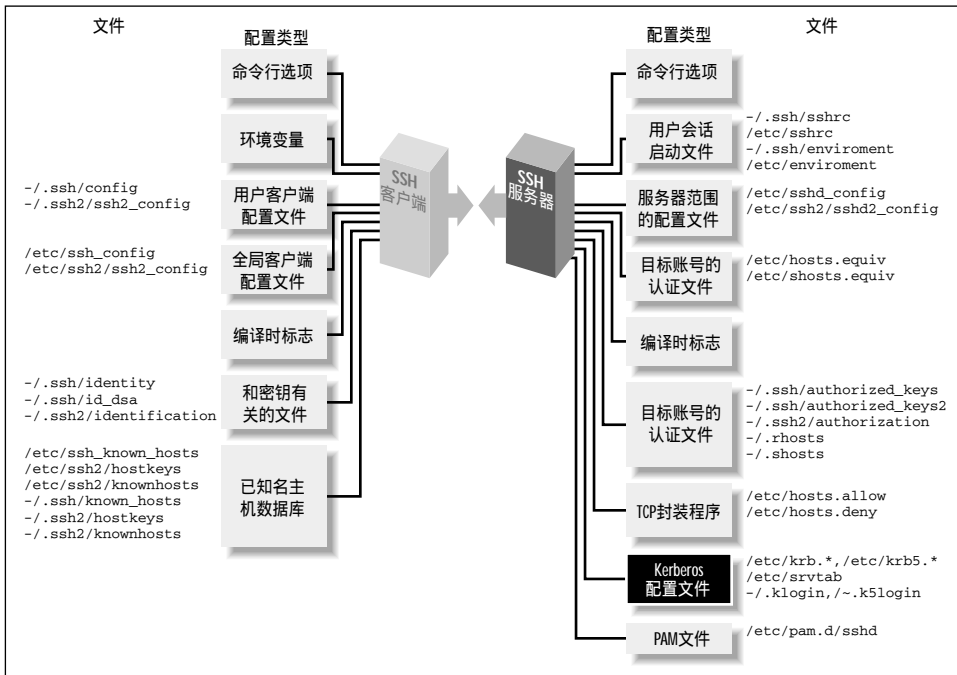 文件
配置类型
命令行选项
环境变量
-/.ssh/config
-/.ssh2/ssh2_config
用户客户端
配置文件
/etc/ssh_config
/etc/ssh2/ssh2_config
全局客户端
配置文件
编译时标志
-/.ssh/identity
-/.ssh/id_dsa
-/.ssh2/identification
和密钥有
关的文件
/etc/ssh_known_hosts
/etc/ssh2/hostkeys
/etc/ssh2/knownhosts
-/.ssh/known_hosts
-/.ssh2/hostkeys
-/.ssh2/knownhosts
已知名主
机数据库
SSH
客户端
SSH
服务器
配置类型
文件
命令行选项
用户会话
启动文件
-/.ssh/sshrc
/etc/sshrc
-/.ssh/enviroment
/etc/enviroment
服务器范围
的配置文件
/etc/sshd_config
/etc/ssh2/sshd2_config
目标账号的
认证文件
/etc/hosts.equiv
/etc/shosts.equiv
编译时标志
目标账号的
认证文件
-/.ssh/authorized_keys
-/.ssh/authorized_keys2
-/.ssh2/authorization
-/.rhosts
-/.shosts
TCP封装程序
/etc/hosts.allow
/etc/hosts.deny
Kerberos
配置文件
/etc/krb.*,/etc/krb5.*
/etc/srvtab
-/.klogin,/~.k5login
PAM文件
/etc/pam.d/sshd